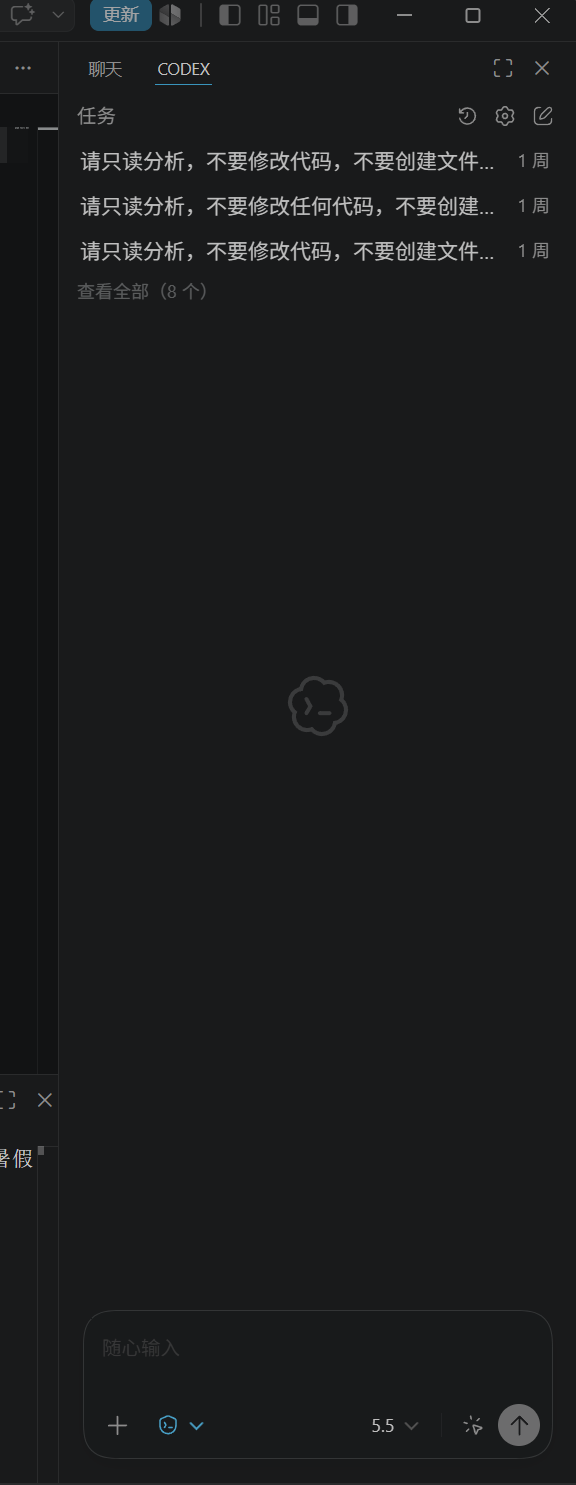 更新
聊天 CODEX
任务
请只读分析，不要修改代码，不要创建文件... 1 周
请只读分析，不要修改任何代码，不要创建... 1 周
请只读分析，不要修改代码，不要创建文件... 1 周
查看全部（8 个）
暑假
随心输入
5.5